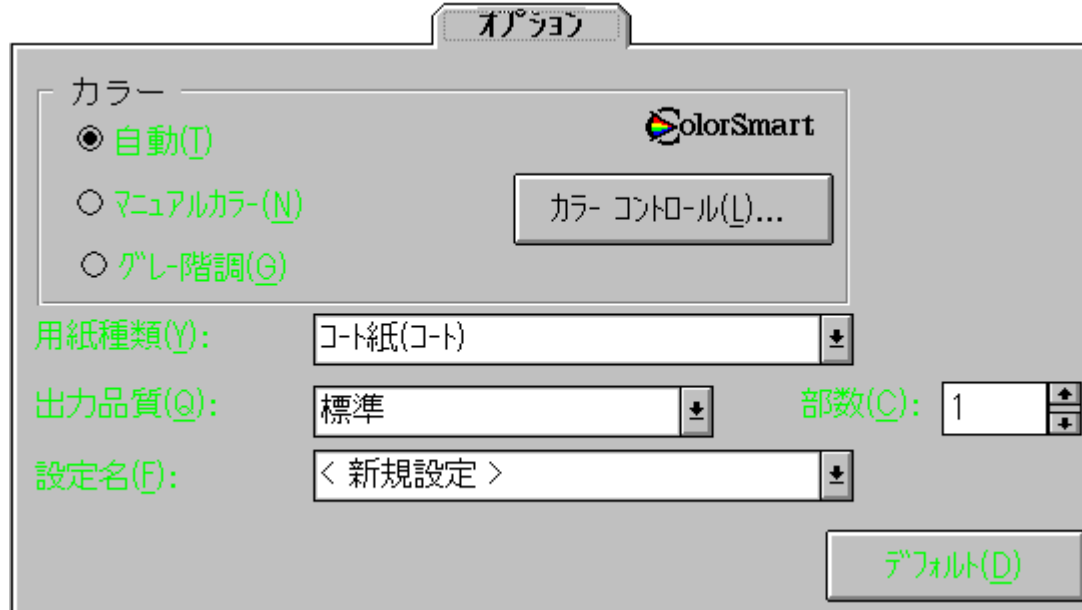 オプション
カラー
自動(T)
ColorSmart
マニュアルカラー(N)
カラー コントロール(L)...
グレー階調(G)
用紙種類(Y):
コート紙(コート)
出力品質(Q):
標準
部数(C):
1
設定名(F):
< 新規設定 >
デフォルト(D)